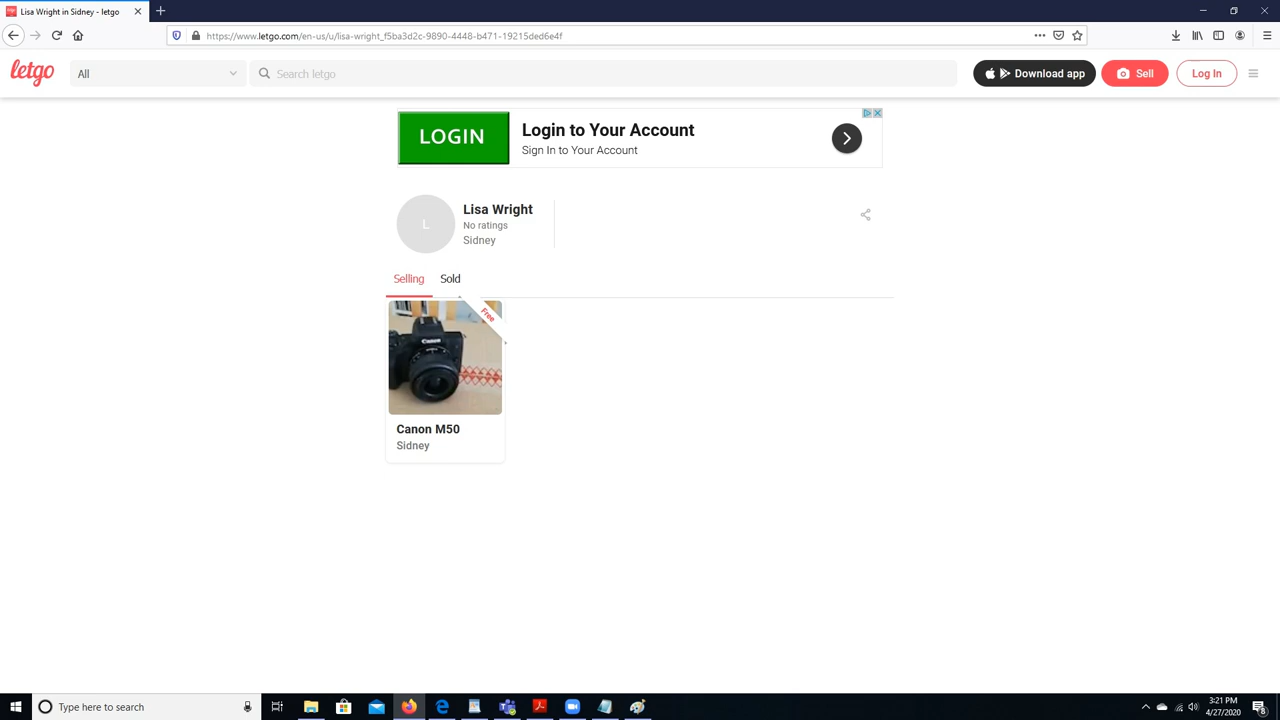 Lisa Wright in Sidney - letgo
https://www.letgo.com/en-us/u/lisa-wright_f5ba3d2c-9890-4448-b471-19215ded6e4f
letgo
All
Search letgo
Download app
Sell
Log In
LOGIN
Login to Your Account
Sign In to Your Account
L
Lisa Wright
No ratings
Sidney
Selling
Sold
Free
Canon
Canon M50
Sidney
Type here to search
3:21 PM
4/27/2020